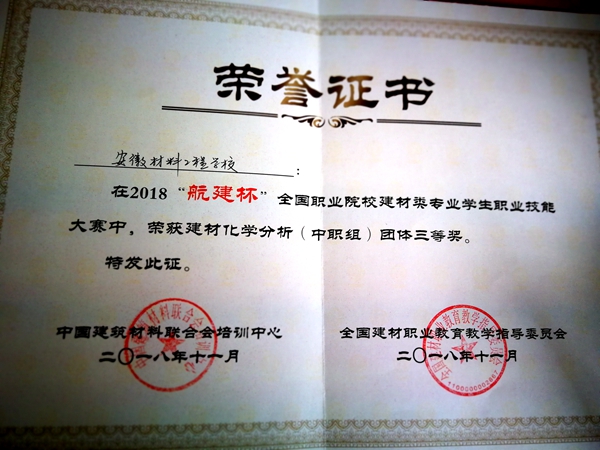 荣誉证书
安徽材料工程学校：
在2018“航建杯”全国职业院校建材类专业学生职业技能
大赛中，荣获建材化学分析（中职组）团体三等奖。
特发此证。
中国建筑材料联合会培训中心
二〇一八年十一月
全国建材职业教育教学指导委员会
二〇一八年十一月